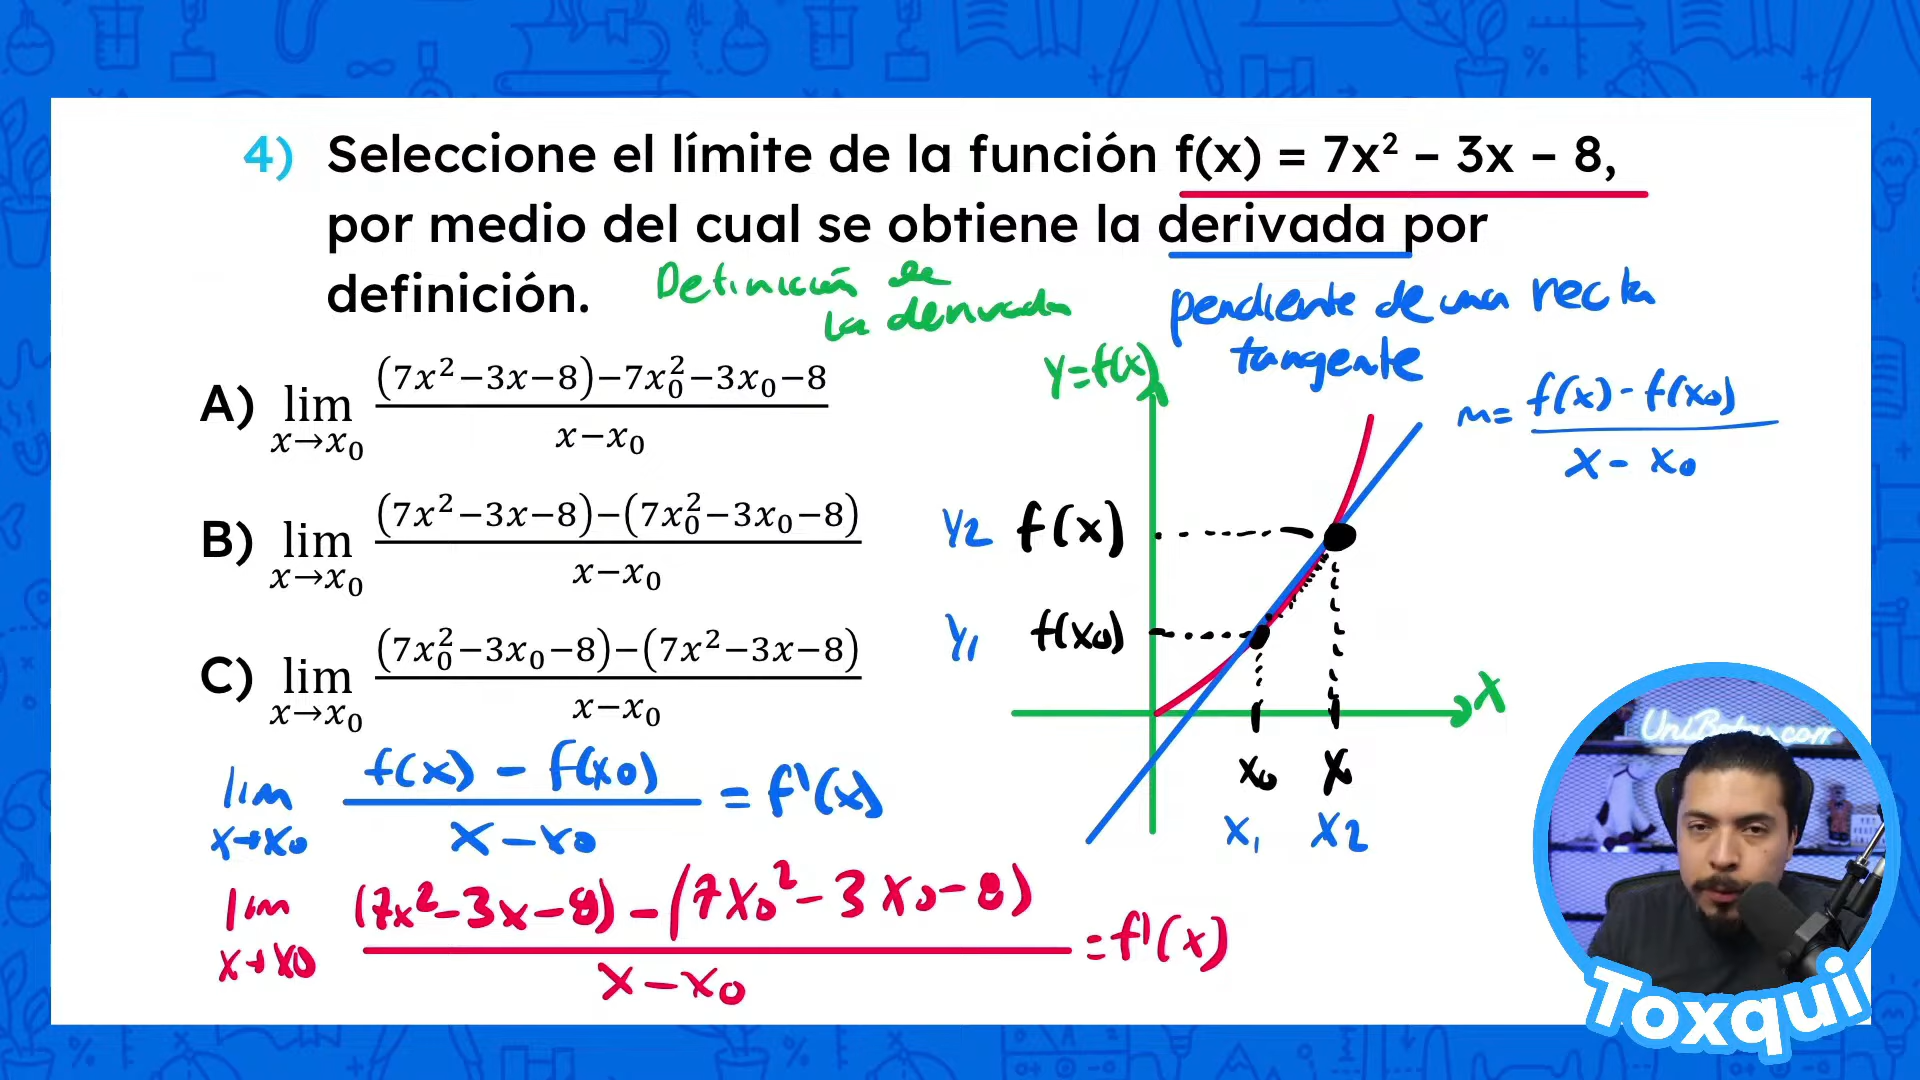 4) Seleccione el límite de la función f(x) = 7x² – 3x – 8,
por medio del cual se obtiene la derivada por
definición.
Definición de
la derivada
pendiente de una recta
tangente
A) lim x→x₀ (7x²−3x−8)−7x₀²−3x₀−8 / x−x₀
B) lim x→x₀ (7x²−3x−8)−(7x₀²−3x₀−8) / x−x₀
C) lim x→x₀ (7x₀²−3x₀−8)−(7x²−3x−8) / x−x₀
y=f(x)
m= f(x) - f(x₀) / x - x₀
y2 f(x)
y1 f(x₀)
x
x₀ x
x1 x2
lim x→x₀ f(x) - f(x₀) / x - x₀ = f'(x)
lim x→x₀ (7x²-3x-8) - (7x₀²-3x₀-8) / x - x₀ = f'(x)
Toxqui